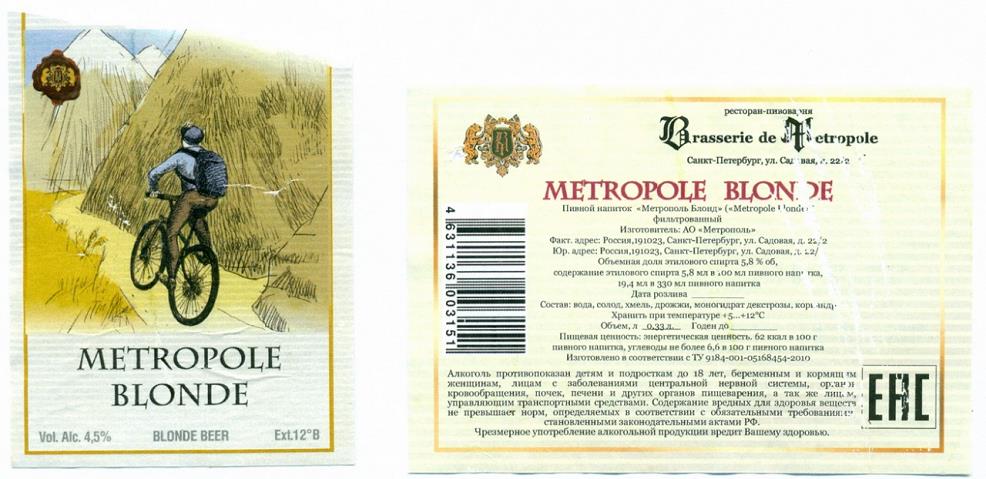 METROPOLE
BLONDE
Vol. Alc. 4,5% BLONDE BEER Ext.12°B
ресторан-пивоварня
Brasserie de Metropole
Санкт-Петербург, ул. Садовая, д. 22/2
METROPOLE BLONDE
Пивной напиток «Метрополь Блонд» («Metropole Blonde»)
фильтрованный
Изготовитель: АО «Метрополь»
Факт. адрес: Россия,191023, Санкт-Петербург, ул. Садовая, д. 22/2
Юр. адрес: Россия,191023, Санкт-Петербург, ул. Садовая, д. 22/
Объемная доля этилового спирта 5,8 % об,
содержание этилового спирта 5,8 мл в 100 мл пивного напитка,
19,4 мл в 330 мл пивного напитка
Дата розлива
Состав: вода, солод, хмель, дрожжи, моногидрат декстрозы, кориандр
Хранить при температуре +5...+12°C
Объем, л 0,33 л. Годен до
Пищевая ценность: энергетическая ценность. 62 ккал в 100 г
пивного напитка, углеводы не более 6,6 в 100 г пивного напитка
Изготовлено в соответствии с ТУ 9184-001-05168454-2010
4 631136 003151
Алкоголь противопоказан детям и подросткам до 18 лет, беременным и кормящим
женщинам, лицам с заболеваниями центральной нервной системы, органов
кровообращения, почек, печени и других органов пищеварения, а так же лицам,
управляющим транспортными средствами. Содержание вредных для здоровья веществ
не превышает норм, определяемых в соответствии с обязательными требованиями,
становленными законодательными актами РФ.
Чрезмерное употребление алкогольной продукции вредит Вашему здоровью.
EAC